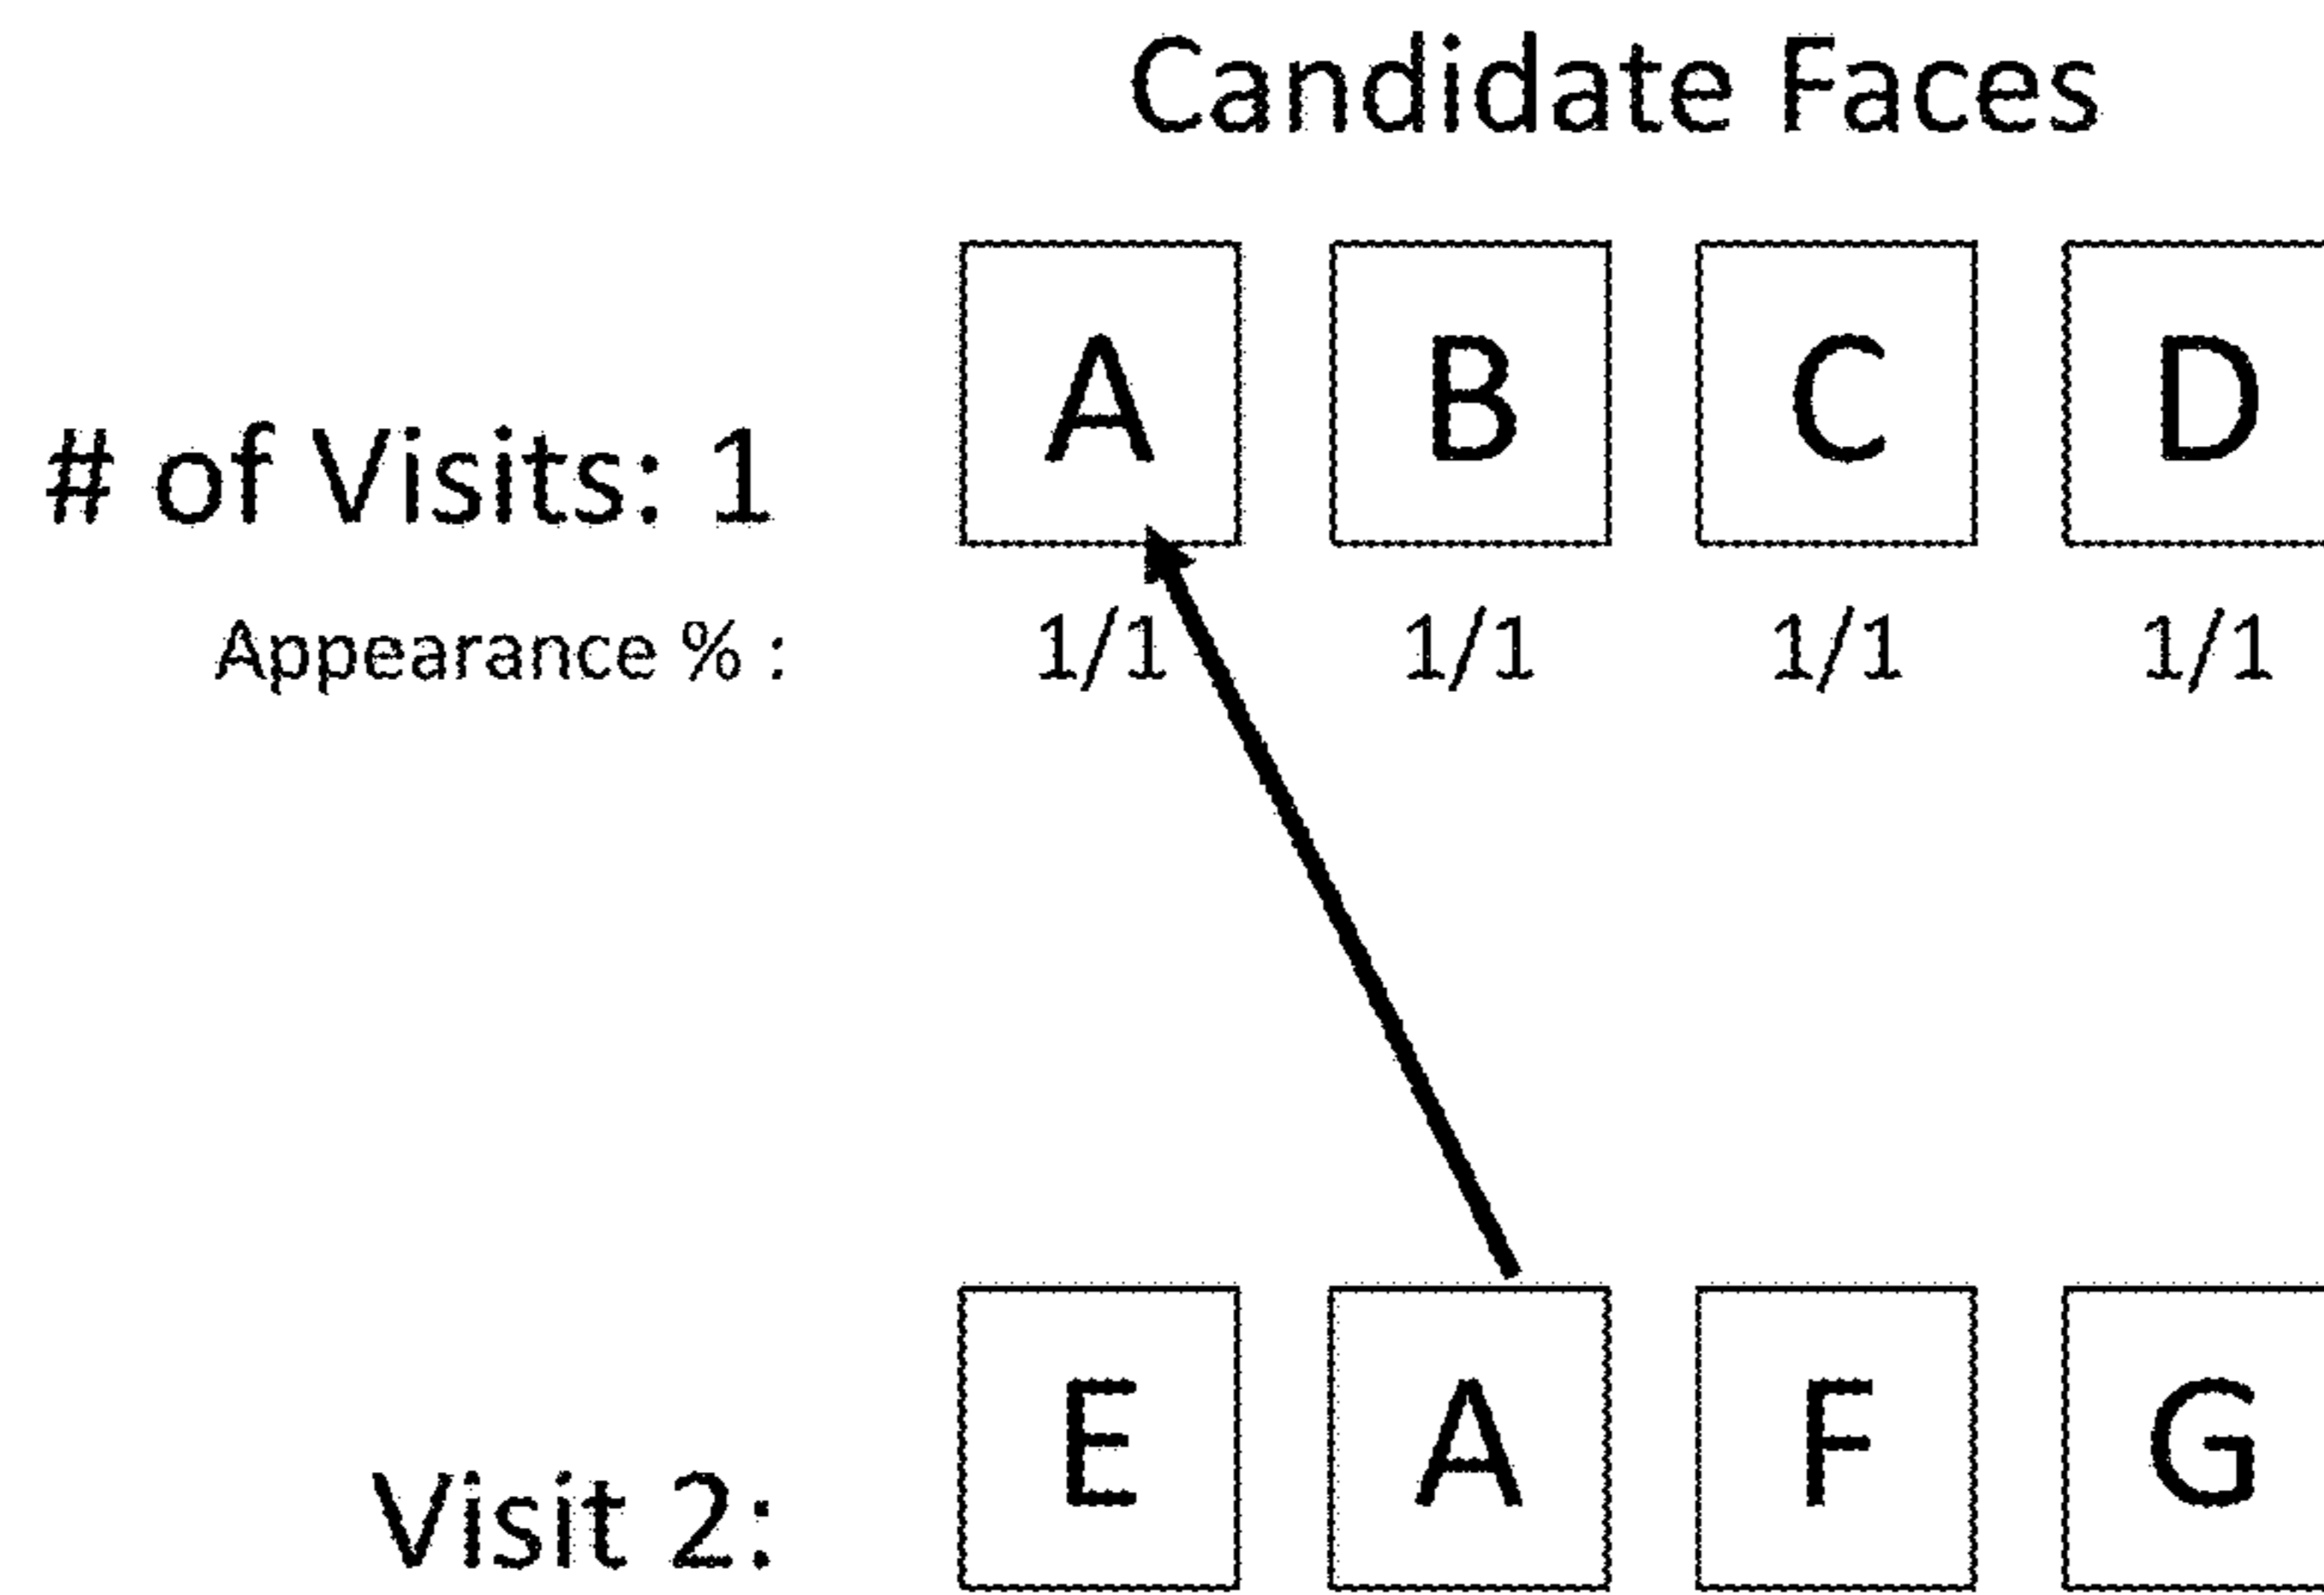 Candidate Faces
A B C D
# of Visits: 1
Appearance % : 1/1 1/1 1/1 1/1
E A F G
Visit 2: